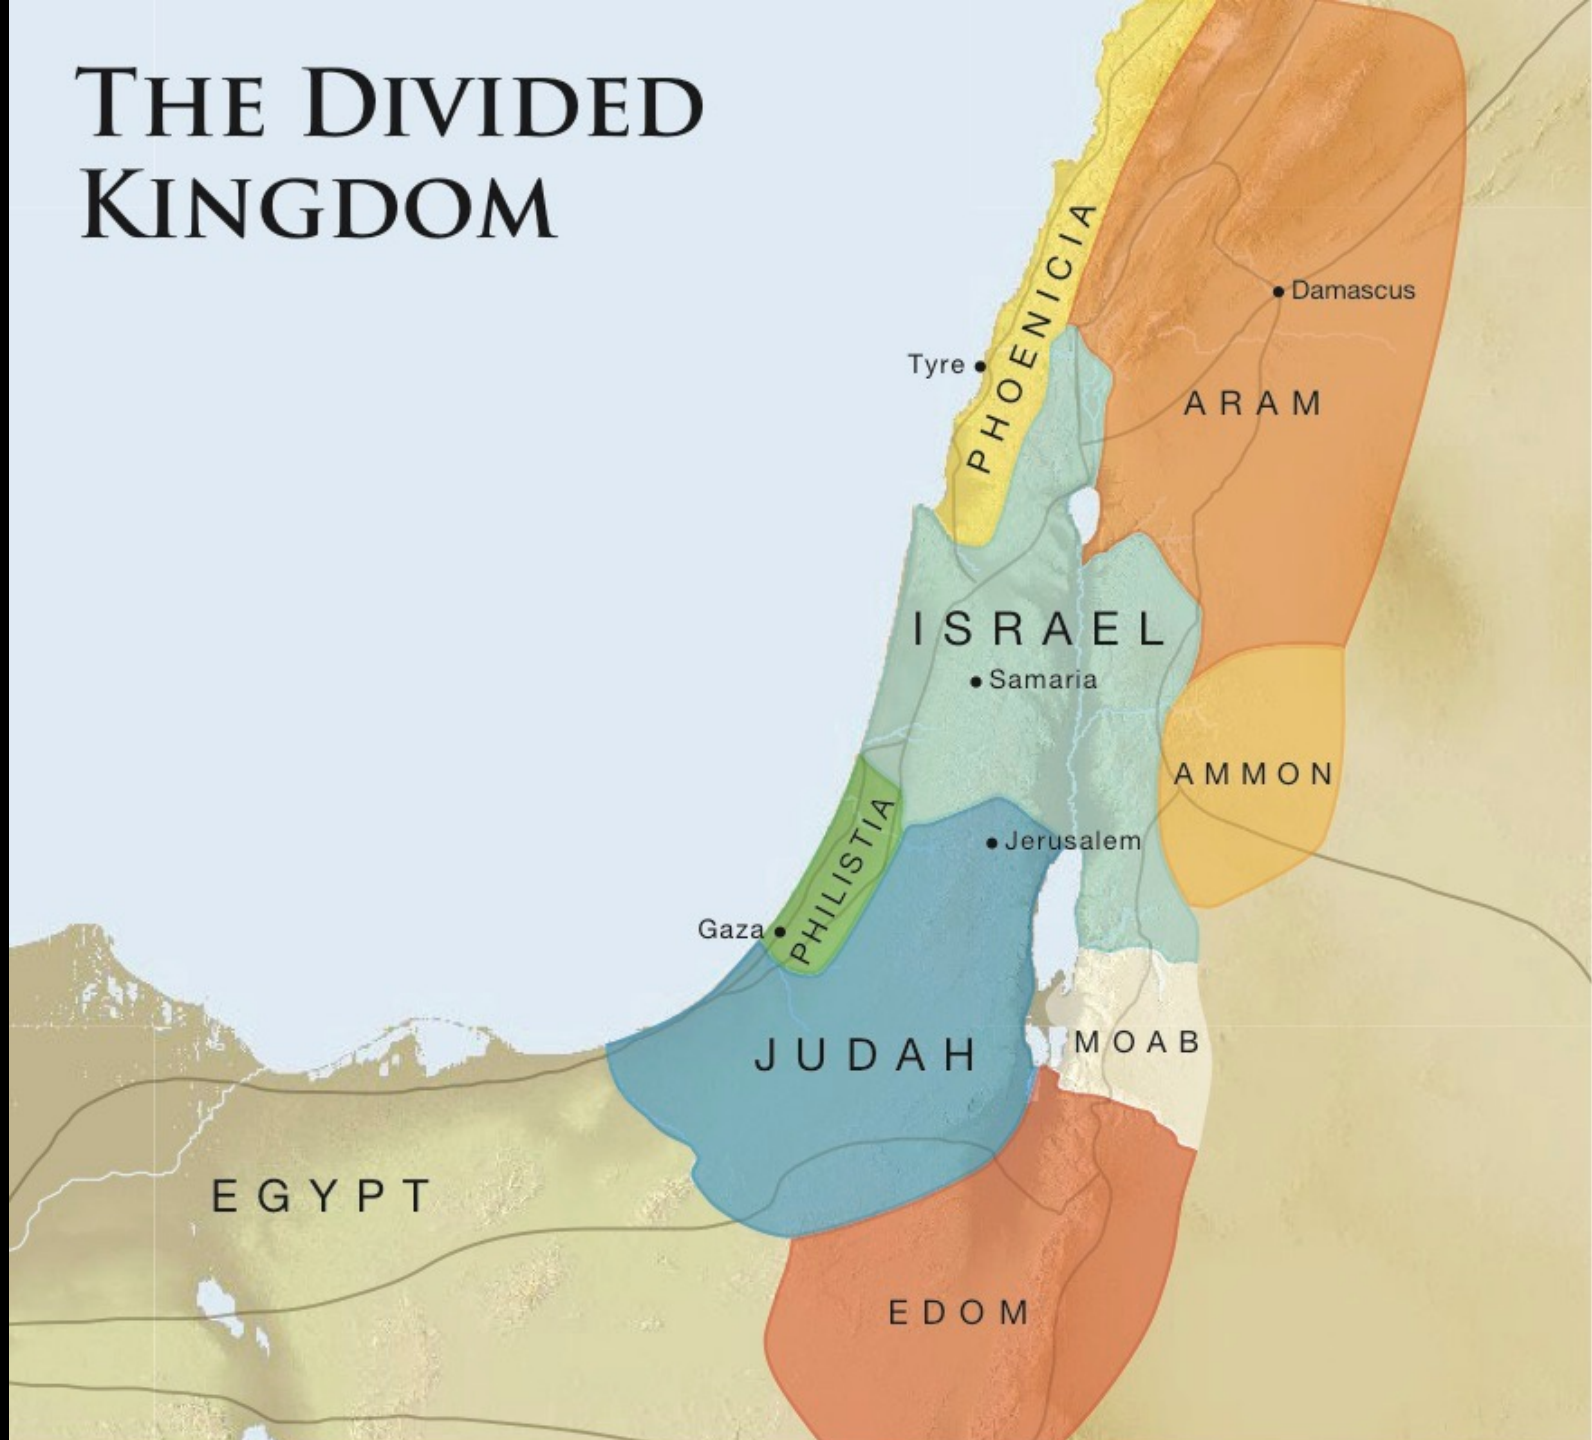 THE DIVIDED
KINGDOM
PHOENICIA
Damascus
Tyre
ARAM
ISRAEL
Samaria
AMMON
PHILISTIA
Jerusalem
Gaza
JUDAH
MOAB
EGYPT
EDOM